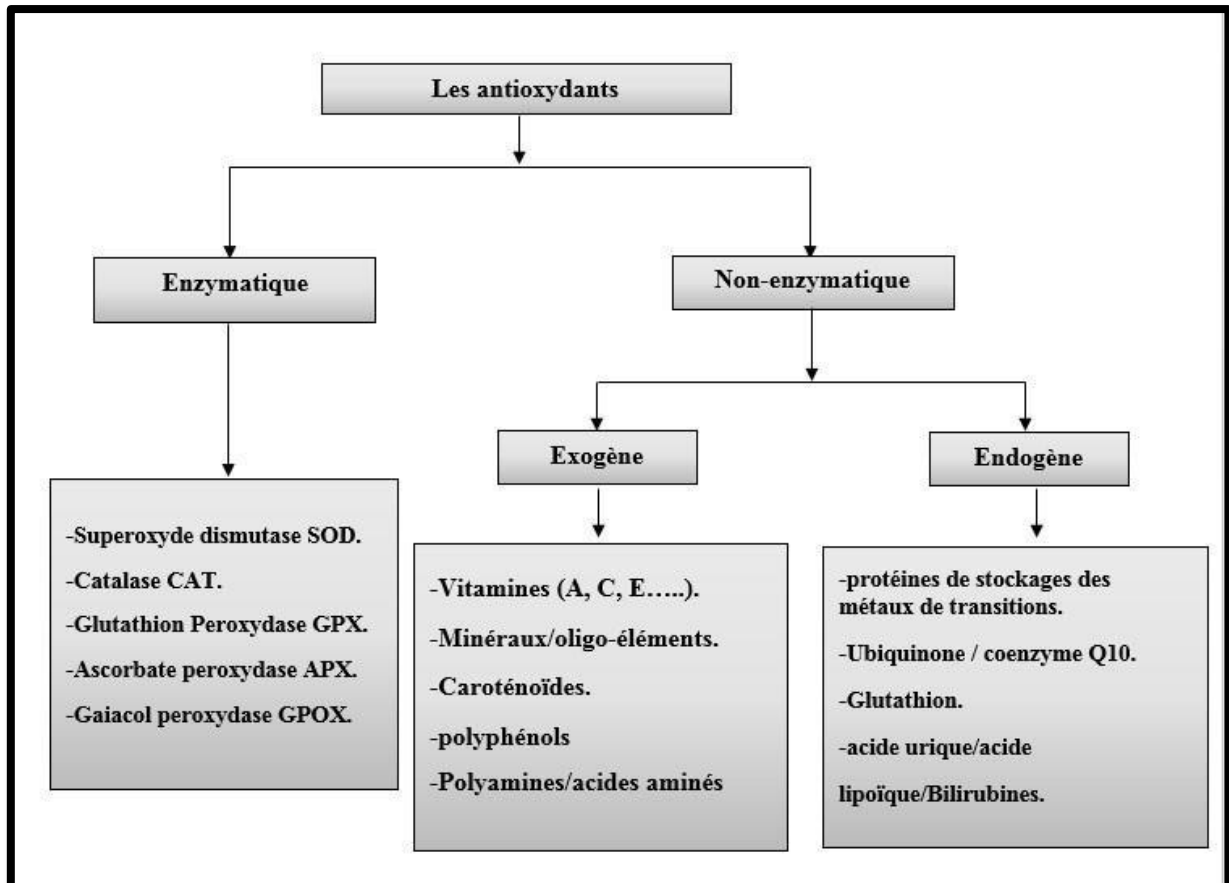 Les antioxydants
Enzymatique
Non-enzymatique
Exogène
Endogène
-Superoxyde dismutase SOD.
-Catalase CAT.
-Glutathion Peroxydase GPX.
-Ascorbate peroxydase APX.
-Gaiacol peroxydase GPOX.
-Vitamines (A, C, E…..).
-Minéraux/oligo-éléments.
-Caroténoïdes.
-polyphénols
-Polyamines/acides aminés
-protéines de stockages des
métaux de transitions.
-Ubiquinone / coenzyme Q10.
-Glutathion.
-acide urique/acide
lipoïque/Bilirubines.